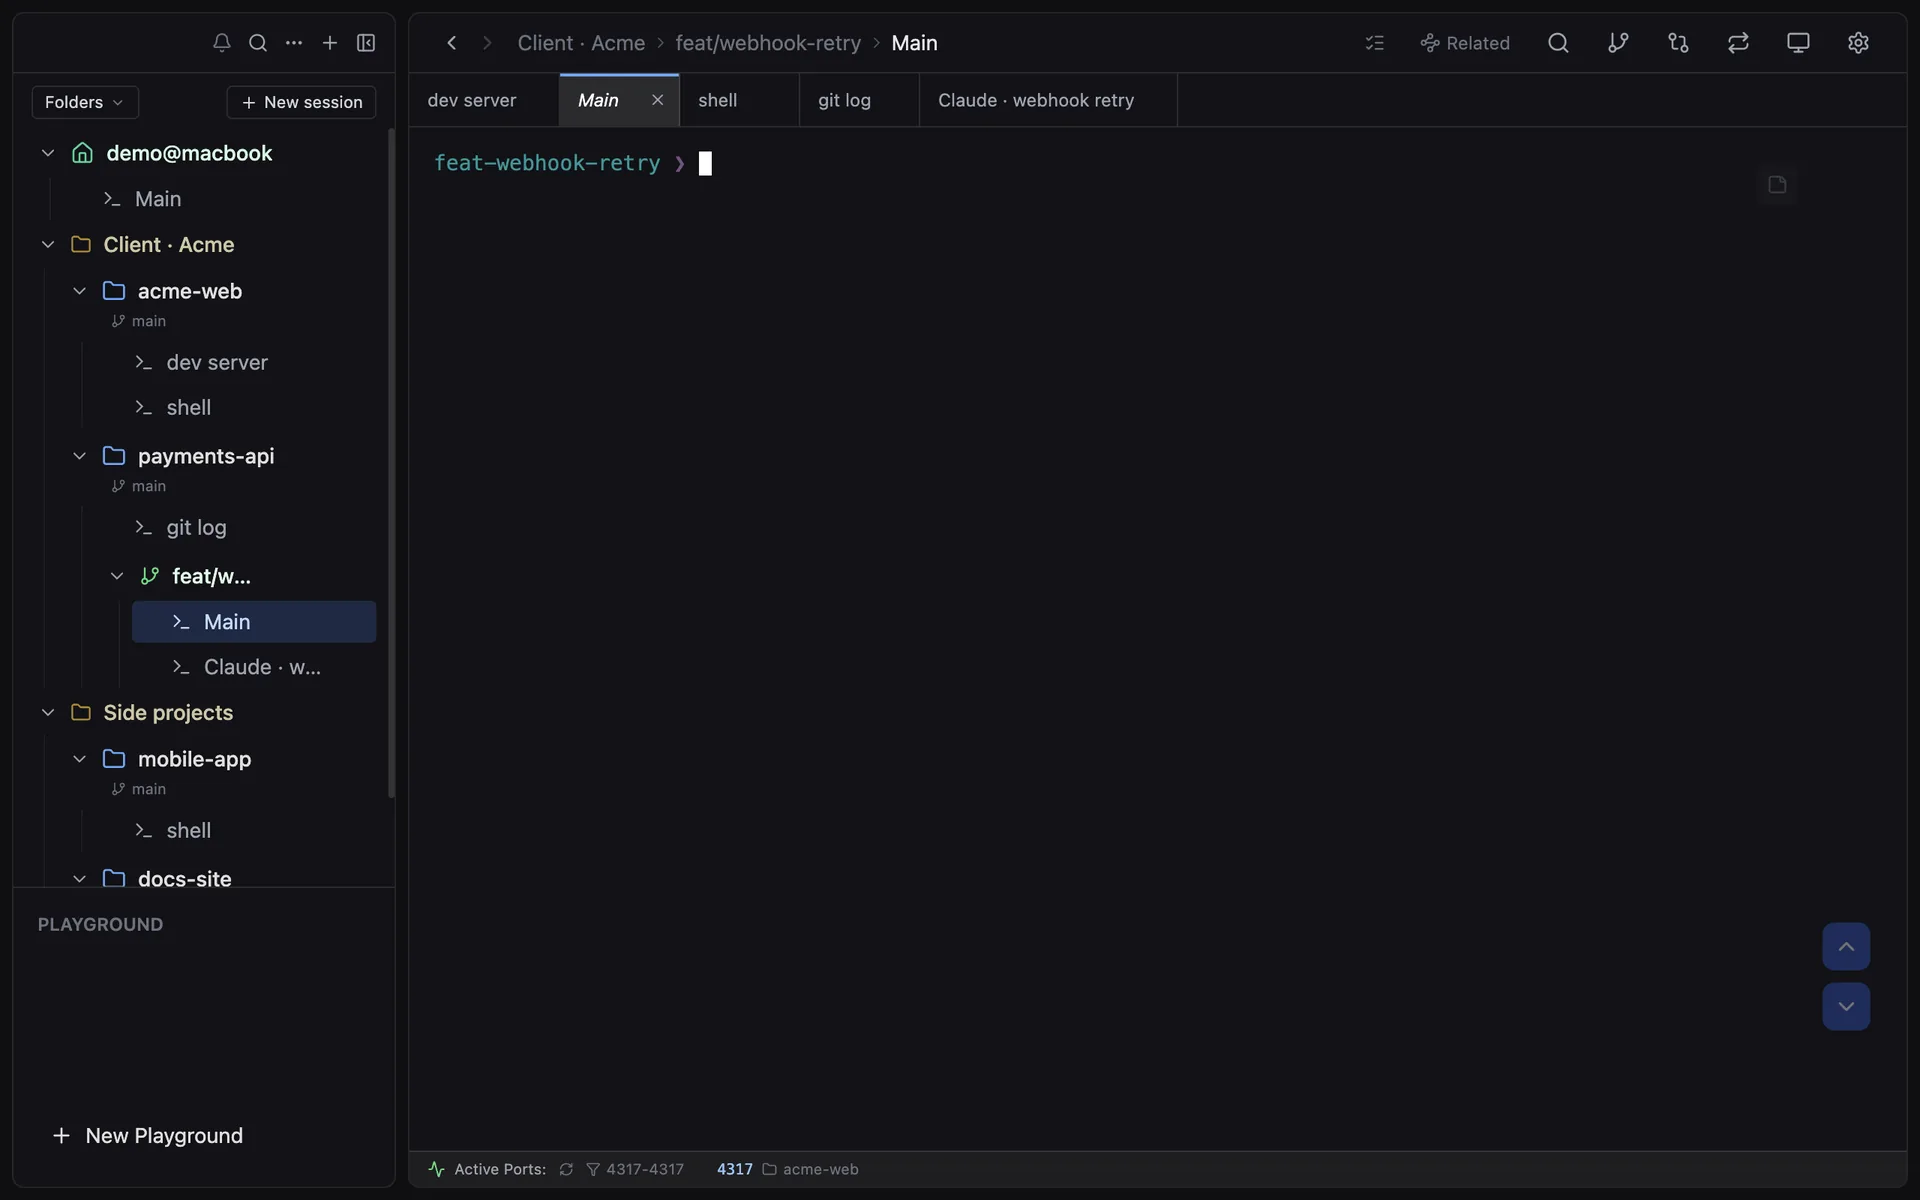 Folders
New session
demo@macbook
Main
Client · Acme
acme-web
main
dev server
shell
payments-api
main
git log
feat/w...
Main
Claude · w...
Side projects
mobile-app
main
shell
docs-site
PLAYGROUND
New Playground
Client · Acme > feat/webhook-retry > Main
Related
dev server
Main
shell
git log
Claude · webhook retry
feat-webhook-retry ❯
Active Ports: 4317-4317 4317 acme-web